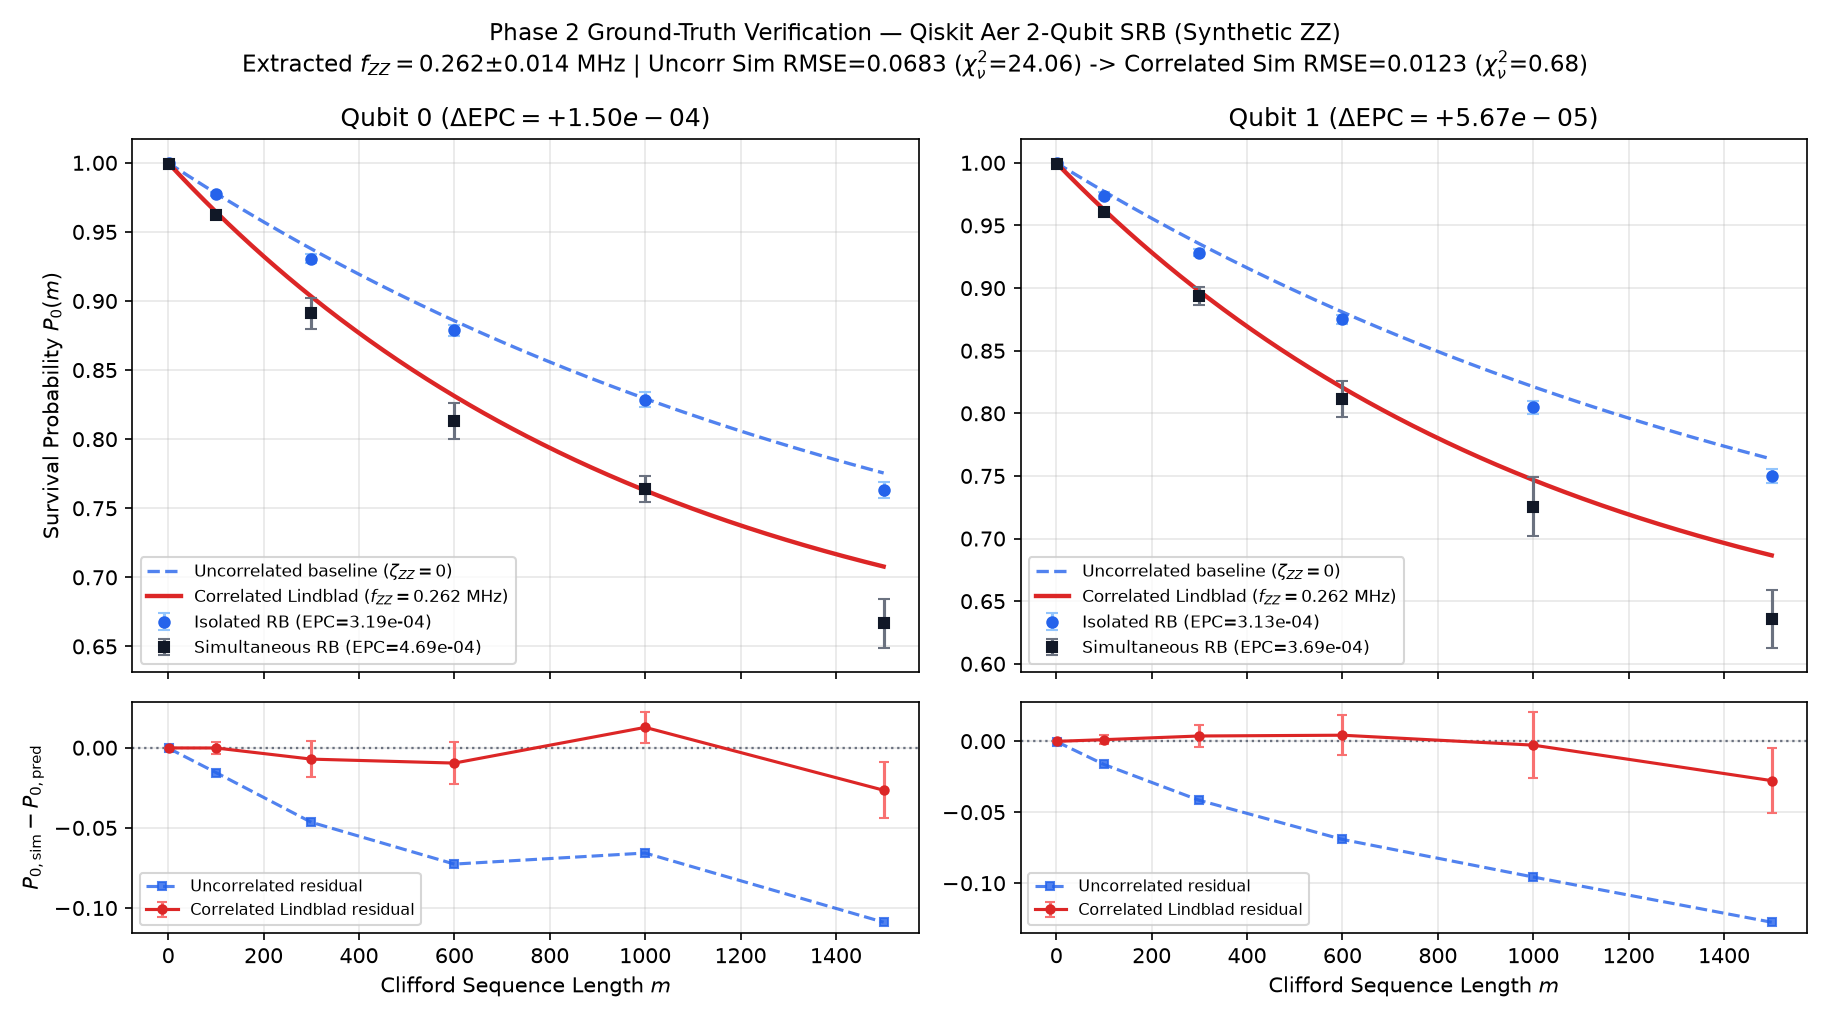 Phase 2 Ground-Truth Verification — Qiskit Aer 2-Qubit SRB (Synthetic ZZ)
Extracted f_ZZ = 0.262±0.014 MHz | Uncorr Sim RMSE=0.0683 (χ²_ν=24.06) -> Correlated Sim RMSE=0.0123 (χ²_ν=0.68)
Qubit 0 (ΔEPC = +1.50e − 04)
Survival Probability P₀(m)
1.00
0.95
0.90
0.85
0.80
0.75
0.70
0.65
Uncorrelated baseline (ζ_ZZ = 0)
Correlated Lindblad (f_ZZ = 0.262 MHz)
Isolated RB (EPC=3.19e-04)
Simultaneous RB (EPC=4.69e-04)
Qubit 1 (ΔEPC = +5.67e − 05)
1.00
0.95
0.90
0.85
0.80
0.75
0.70
0.65
0.60
Uncorrelated baseline (ζ_ZZ = 0)
Correlated Lindblad (f_ZZ = 0.262 MHz)
Isolated RB (EPC=3.13e-04)
Simultaneous RB (EPC=3.69e-04)
P_0,sim − P_0,pred
0.00
−0.05
−0.10
Uncorrelated residual
Correlated Lindblad residual
0 200 400 600 800 1000 1200 1400
Clifford Sequence Length m
0.00
−0.05
−0.10
Uncorrelated residual
Correlated Lindblad residual
0 200 400 600 800 1000 1200 1400
Clifford Sequence Length m